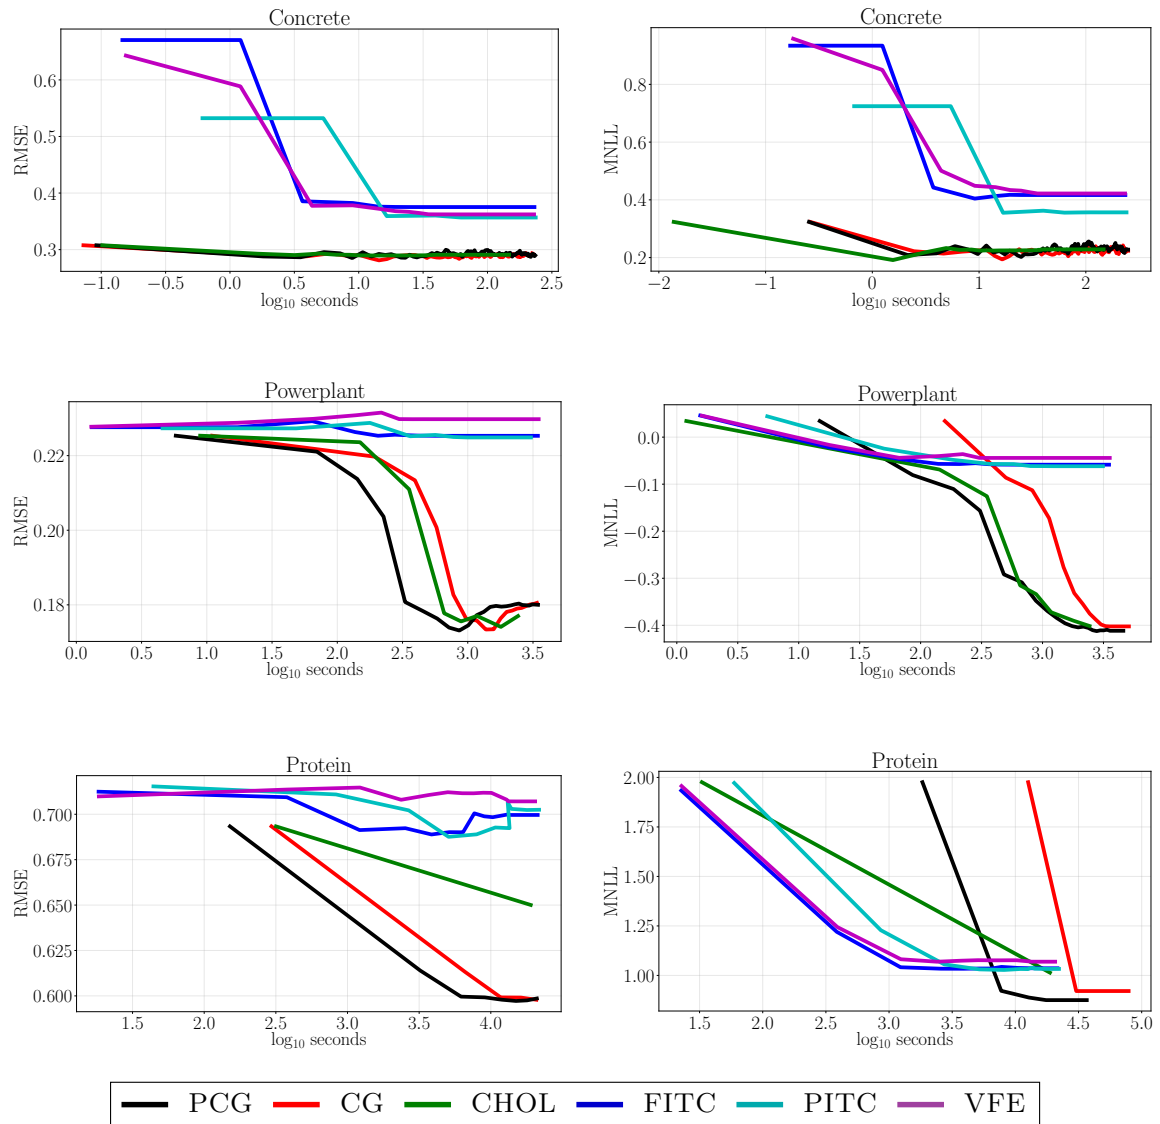 Concrete
RMSE
0.6
0.5
0.4
0.3
−1.0 −0.5 0.0 0.5 1.0 1.5 2.0 2.5
log10 seconds
Concrete
MNLL
0.8
0.6
0.4
0.2
−2 −1 0 1 2
log10 seconds
Powerplant
RMSE
0.22
0.20
0.18
0.0 0.5 1.0 1.5 2.0 2.5 3.0 3.5
log10 seconds
Powerplant
MNLL
0.0
−0.1
−0.2
−0.3
−0.4
0.0 0.5 1.0 1.5 2.0 2.5 3.0 3.5
log10 seconds
Protein
RMSE
0.700
0.675
0.650
0.625
0.600
1.5 2.0 2.5 3.0 3.5 4.0
log10 seconds
Protein
MNLL
2.00
1.75
1.50
1.25
1.00
1.5 2.0 2.5 3.0 3.5 4.0 4.5 5.0
log10 seconds
PCG CG CHOL FITC PITC VFE